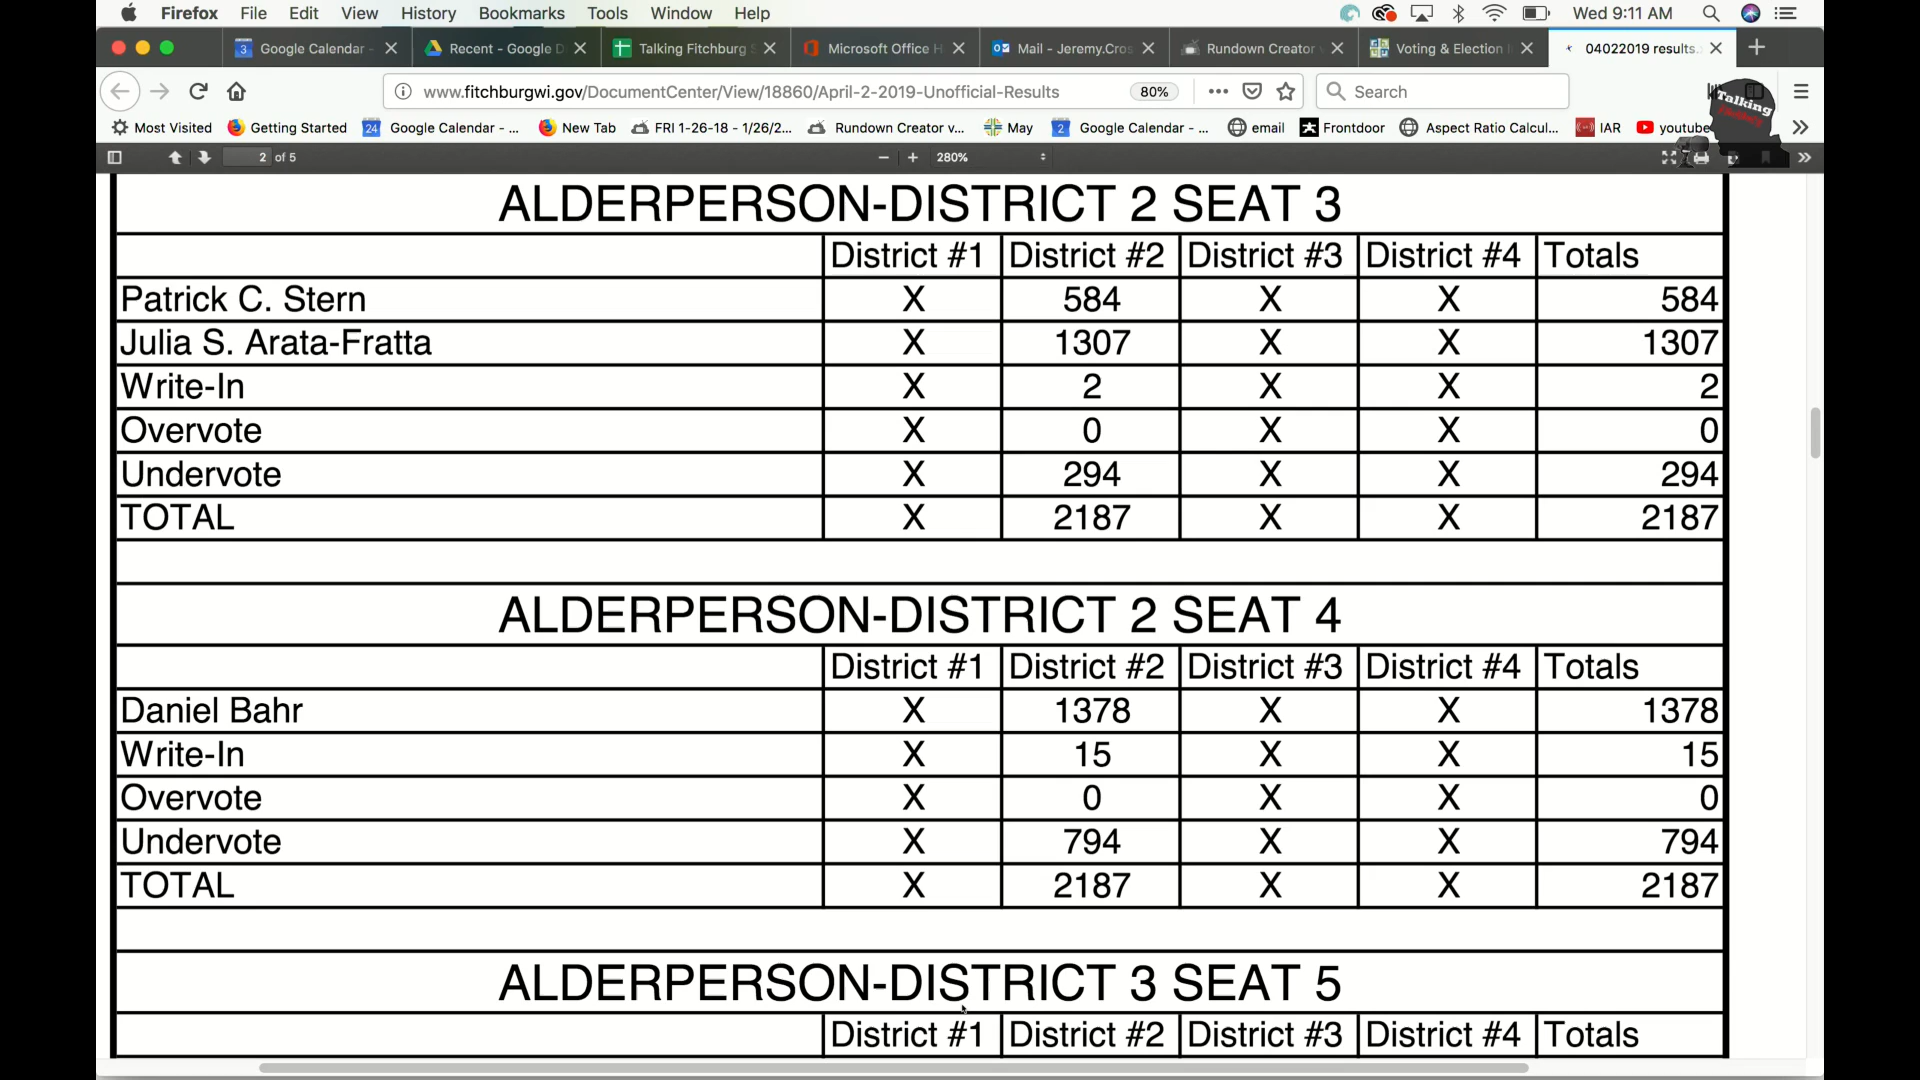 Firefox File Edit View History Bookmarks Tools Window Help Wed 9:11 AM
Google Calendar - Recent - Google D Talking Fitchburg S Microsoft Office H Mail - Jeremy.Cros Rundown Creator Voting & Election 04022019 results.
www.fitchburgwi.gov/DocumentCenter/View/18860/April-2-2019-Unofficial-Results 80% Search
Most Visited Getting Started 24 Google Calendar - ... New Tab FRI 1-26-18 - 1/26/2... Rundown Creator v... May 2 Google Calendar - ... email Frontdoor Aspect Ratio Calcul... IAR youtube
Talking
2 of 5 280%
ALDERPERSON-DISTRICT 2 SEAT 3
District #1 District #2 District #3 District #4 Totals
Patrick C. Stern X 584 X X 584
Julia S. Arata-Fratta X 1307 X X 1307
Write-In X 2 X X 2
Overvote X 0 X X 0
Undervote X 294 X X 294
TOTAL X 2187 X X 2187
ALDERPERSON-DISTRICT 2 SEAT 4
District #1 District #2 District #3 District #4 Totals
Daniel Bahr X 1378 X X 1378
Write-In X 15 X X 15
Overvote X 0 X X 0
Undervote X 794 X X 794
TOTAL X 2187 X X 2187
ALDERPERSON-DISTRICT 3 SEAT 5
District #1 District #2 District #3 District #4 Totals